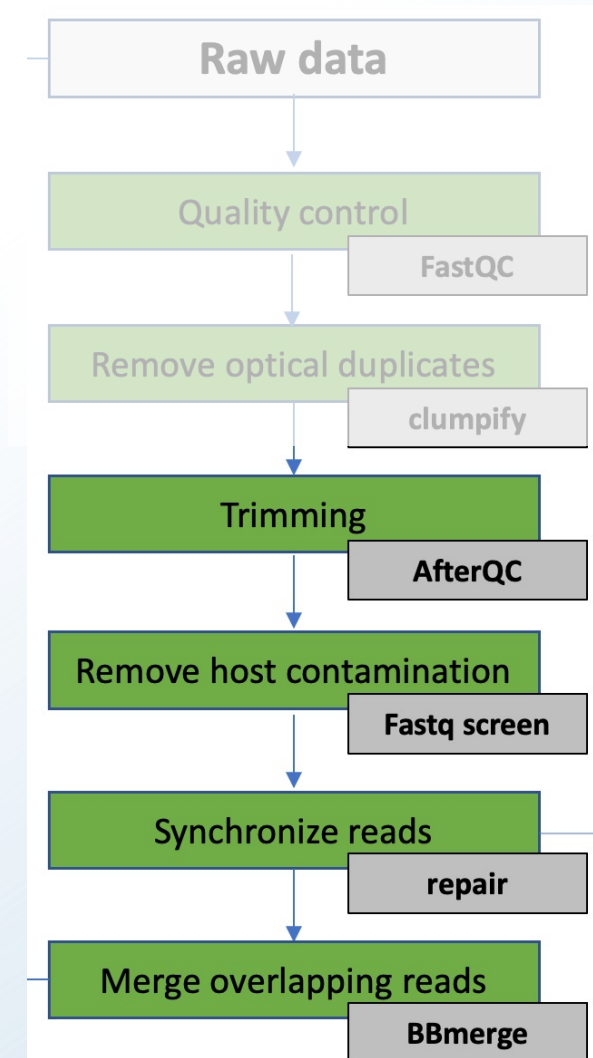 Raw data
Quality control
FastQC
Remove optical duplicates
clumpify
Trimming
AfterQC
Remove host contamination
Fastq screen
Synchronize reads
repair
Merge overlapping reads
BBmerge